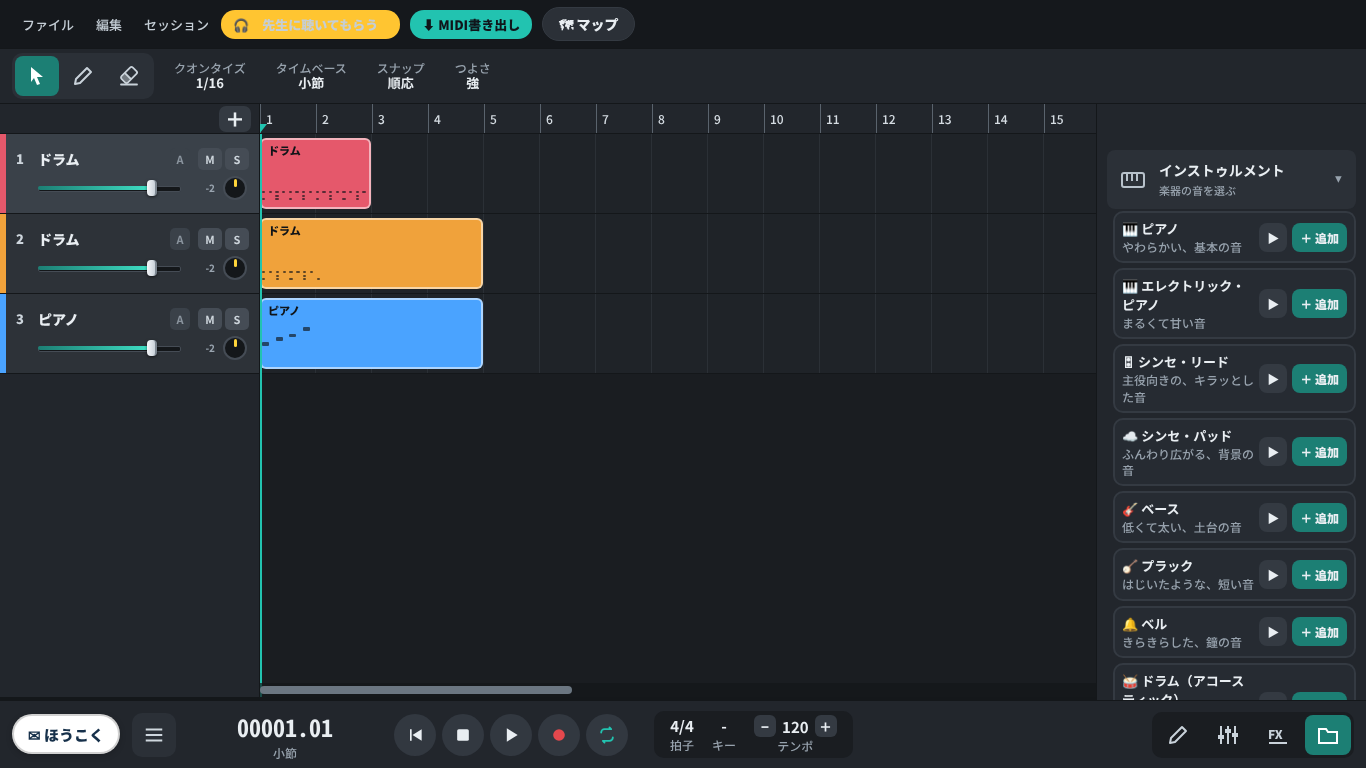 ファイル 編集 セッション 先生に聴いてもらう MIDI書き出し マップ
クオンタイズ タイムベース スナップ つよさ
1/16 小節 順応 強
1 2 3 4 5 6 7 8 9 10 11 12 13 14 15
1 ドラム A M S
-2
2 ドラム A M S
-2
3 ピアノ A M S
-2
ドラム
ドラム
ピアノ
インストゥルメント
楽器の音を選ぶ
ピアノ
やわらかい、基本の音
+ 追加
エレクトリック・
ピアノ
まるくて甘い音
+ 追加
シンセ・リード
主役向きの、キラッとし
た音
+ 追加
シンセ・パッド
ふんわり広がる、背景の
音
+ 追加
ベース
低くて太い、土台の音
+ 追加
プラック
はじいたような、短い音
+ 追加
ベル
きらきらした、鐘の音
+ 追加
ドラム（アコース
ティック）
ほうこく
00001.01
小節
4/4 - − 120 +
拍子 キー テンポ
FX